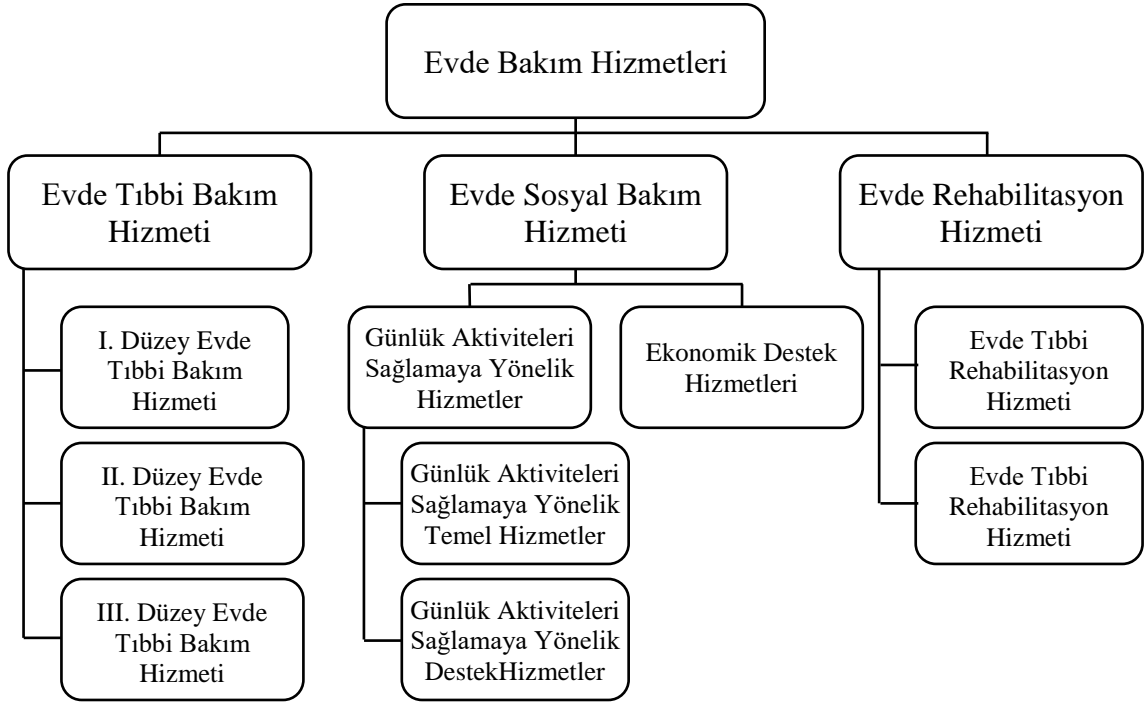 Evde Bakım Hizmetleri
Evde Tıbbi Bakım
Hizmeti
I. Düzey Evde
Tıbbi Bakım
Hizmeti
II. Düzey Evde
Tıbbi Bakım
Hizmeti
III. Düzey Evde
Tıbbi Bakım
Hizmeti
Evde Sosyal Bakım
Hizmeti
Günlük Aktiviteleri
Sağlamaya Yönelik
Hizmetler
Günlük Aktiviteleri
Sağlamaya Yönelik
Temel Hizmetler
Günlük Aktiviteleri
Sağlamaya Yönelik
DestekHizmetler
Ekonomik Destek
Hizmetleri
Evde Rehabilitasyon
Hizmeti
Evde Tıbbi
Rehabilitasyon
Hizmeti
Evde Tıbbi
Rehabilitasyon
Hizmeti